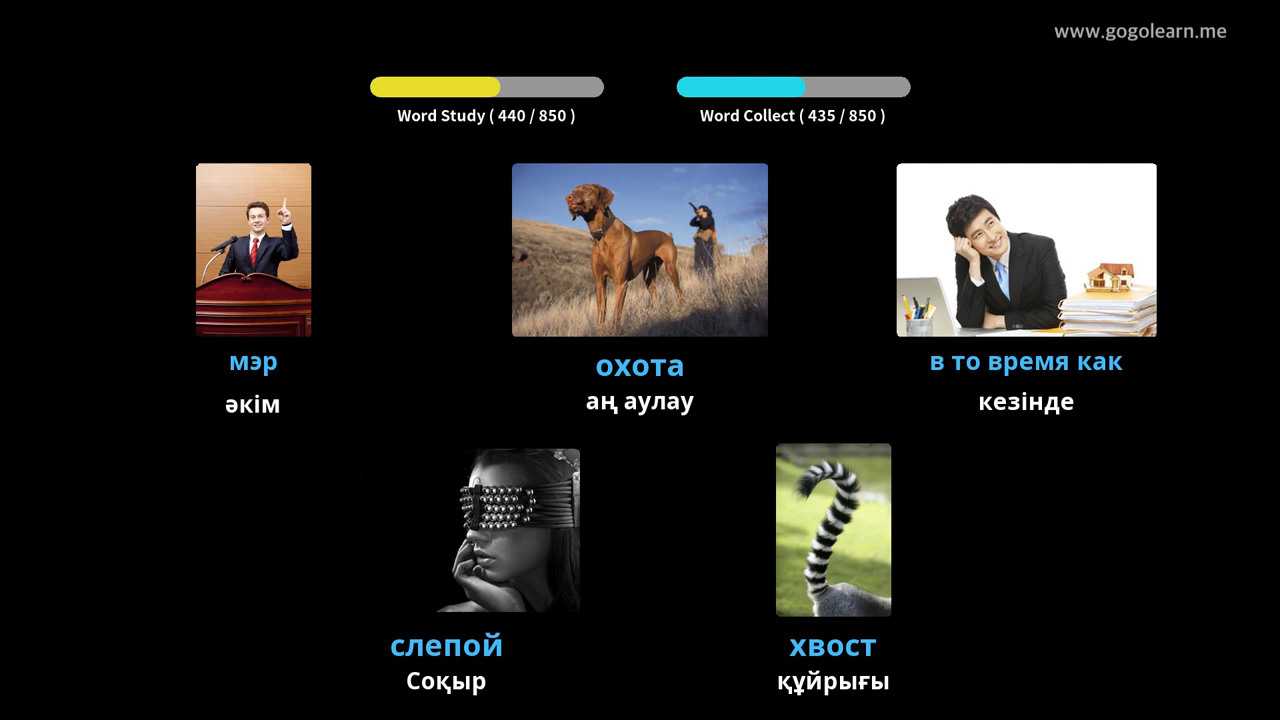 www.gogolearn.me
Word Study ( 440 / 850 )
Word Collect ( 435 / 850 )
мэр
әкім
охота
аң аулау
в то время как
кезінде
слепой
Соқыр
хвост
құйрығы